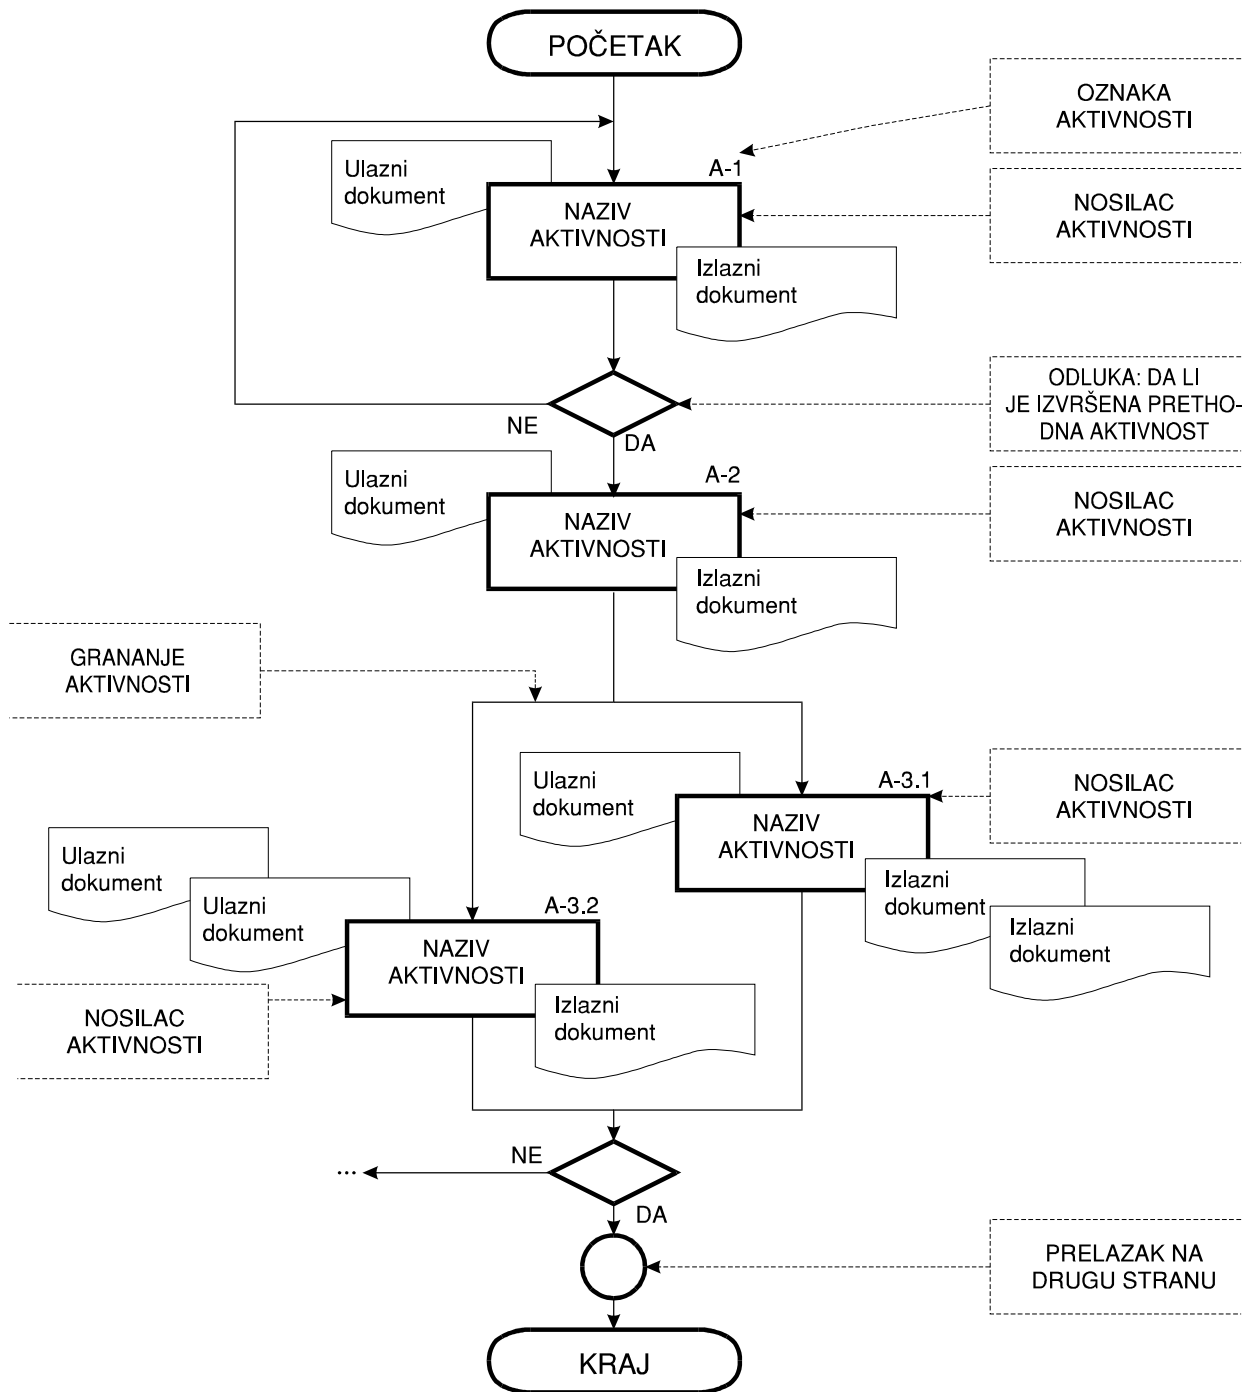 POČETAK
OZNAKA
AKTIVNOSTI
Ulazni
dokument
A-1
NAZIV
AKTIVNOSTI
NOSILAC
AKTIVNOSTI
Izlazni
dokument
ODLUKA: DA LI
JE IZVRŠENA PRETHO-
DNA AKTIVNOST
NE
DA
Ulazni
dokument
A-2
NAZIV
AKTIVNOSTI
NOSILAC
AKTIVNOSTI
Izlazni
dokument
GRANANJE
AKTIVNOSTI
Ulazni
dokument
A-3.1
NAZIV
AKTIVNOSTI
NOSILAC
AKTIVNOSTI
Izlazni
dokument
Izlazni
dokument
Ulazni
dokument
Ulazni
dokument
A-3.2
NAZIV
AKTIVNOSTI
Izlazni
dokument
NOSILAC
AKTIVNOSTI
...
NE
DA
PRELAZAK NA
DRUGU STRANU
KRAJ